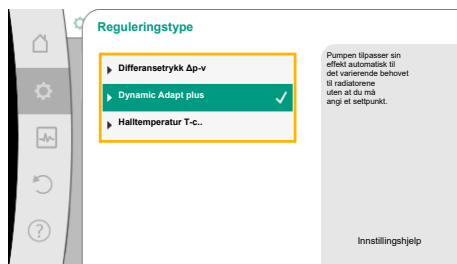 Reguleringstype
Differansetrykk Δp-v
Dynamic Adapt plus
Halltemperatur T-c..
Pumpen tilpasser sin
effekt automatisk til
det varierende behovet
til radiatorene
uten at du må
angi et settpunkt.
Innstillingshjelp